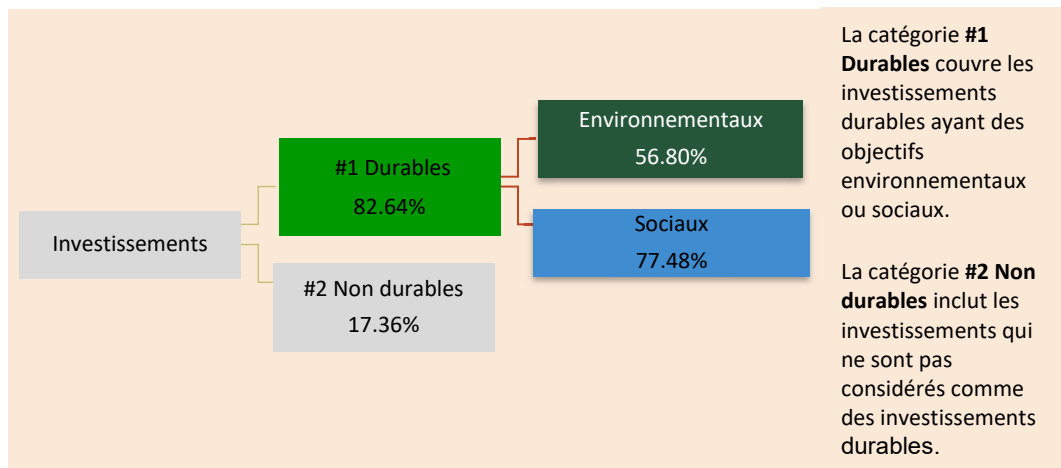 Investissements
#1 Durables
82.64%
#2 Non durables
17.36%
Environnementaux
56.80%
Sociaux
77.48%
La catégorie #1
Durables couvre les
investissements
durables ayant des
objectifs
environnementaux
ou sociaux.
La catégorie #2 Non
durables inclut les
investissements qui
ne sont pas
considérés comme
des investissements
durables.